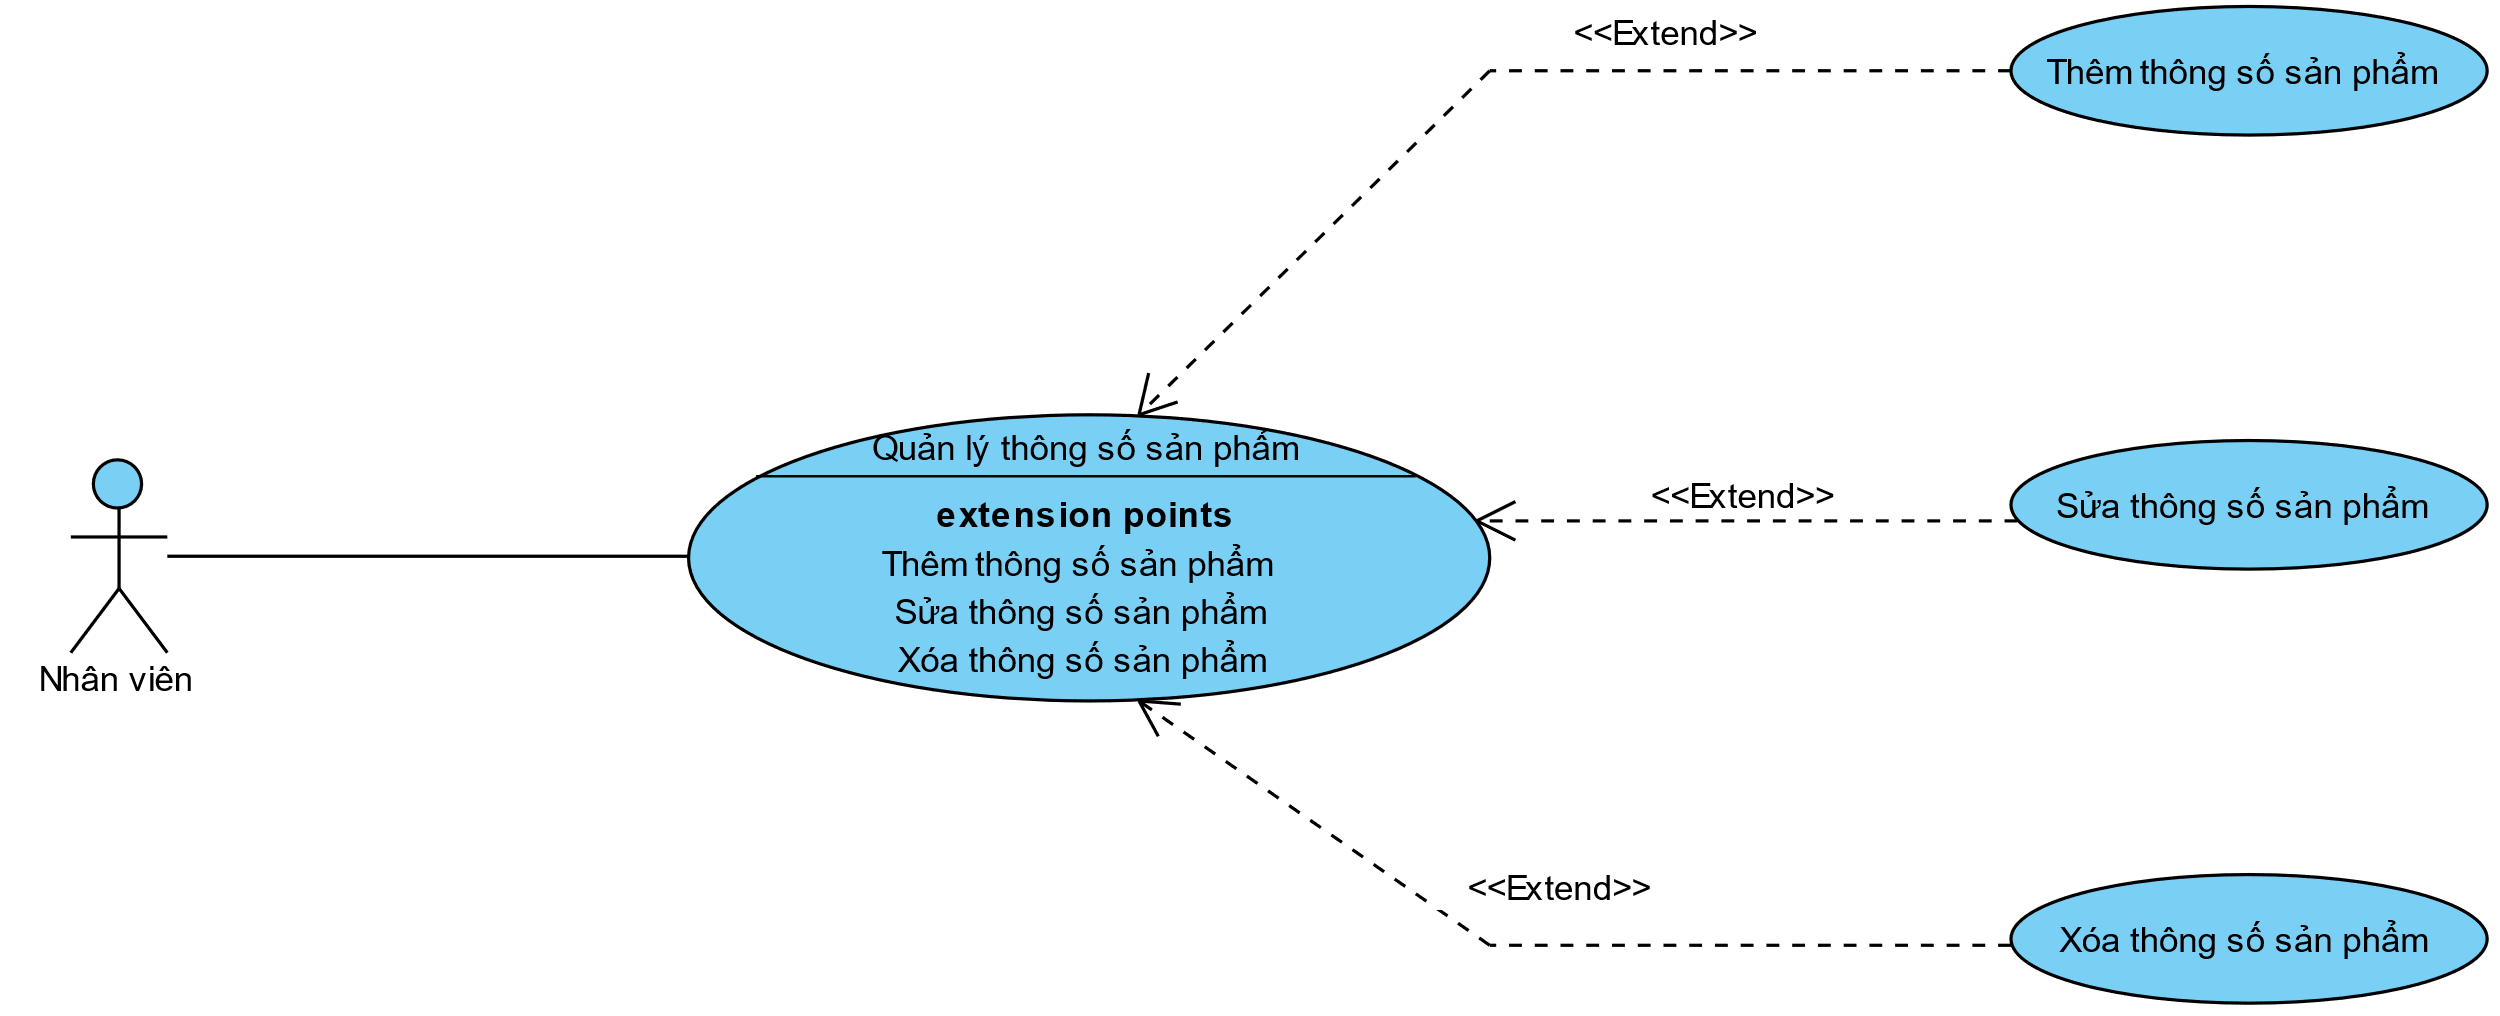 <<Extend>>
Thêm thông số sản phẩm
Quản lý thông số sản phẩm
extension points
Thêm thông số sản phẩm
Sửa thông số sản phẩm
Xóa thông số sản phẩm
<<Extend>>
Sửa thông số sản phẩm
Nhân viên
<<Extend>>
Xóa thông số sản phẩm